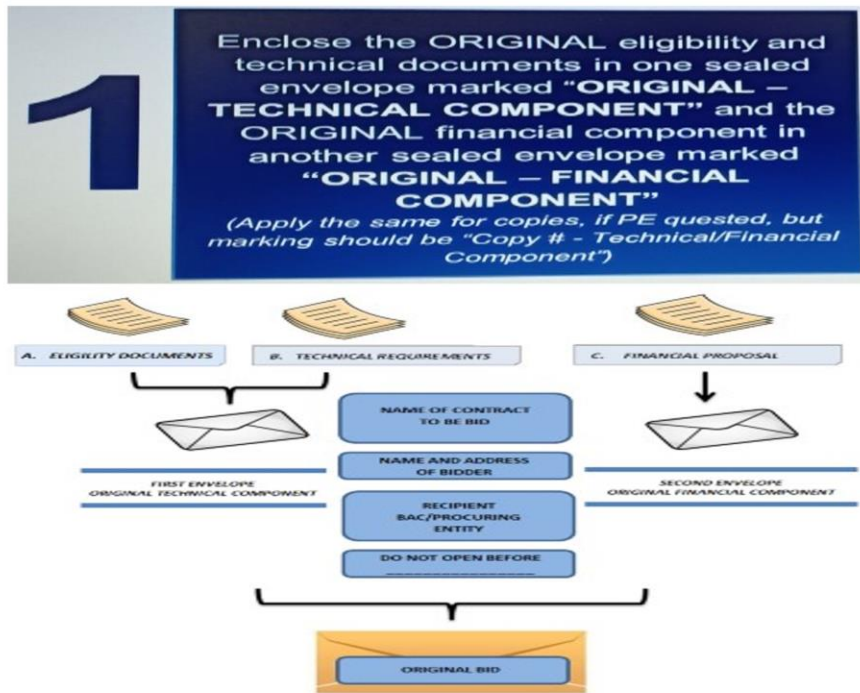 1
Enclose the ORIGINAL eligibility and
technical documents in one sealed
envelope marked “ORIGINAL –
TECHNICAL COMPONENT” and the
ORIGINAL financial component in
another sealed envelope marked
“ORIGINAL – FINANCIAL
COMPONENT”
(Apply the same for copies, if PE quested, but
marking should be “Copy # - Technical/Financial
Component”)
A. ELIGILITY DOCUMENTS
B. TECHNICAL REQUIREMENTS
C. FINANCIAL PROPOSAL
NAME OF CONTRACT
TO BE BID
NAME AND ADDRESS
OF BIDDER
FIRST ENVELOPE
ORIGINAL TECHNICAL COMPONENT
SECOND ENVELOPE
ORIGINAL FINANCIAL COMPONENT
RECIPIENT
BAC/PROCURING
ENTITY
DO NOT OPEN BEFORE
_________________
ORIGINAL BID